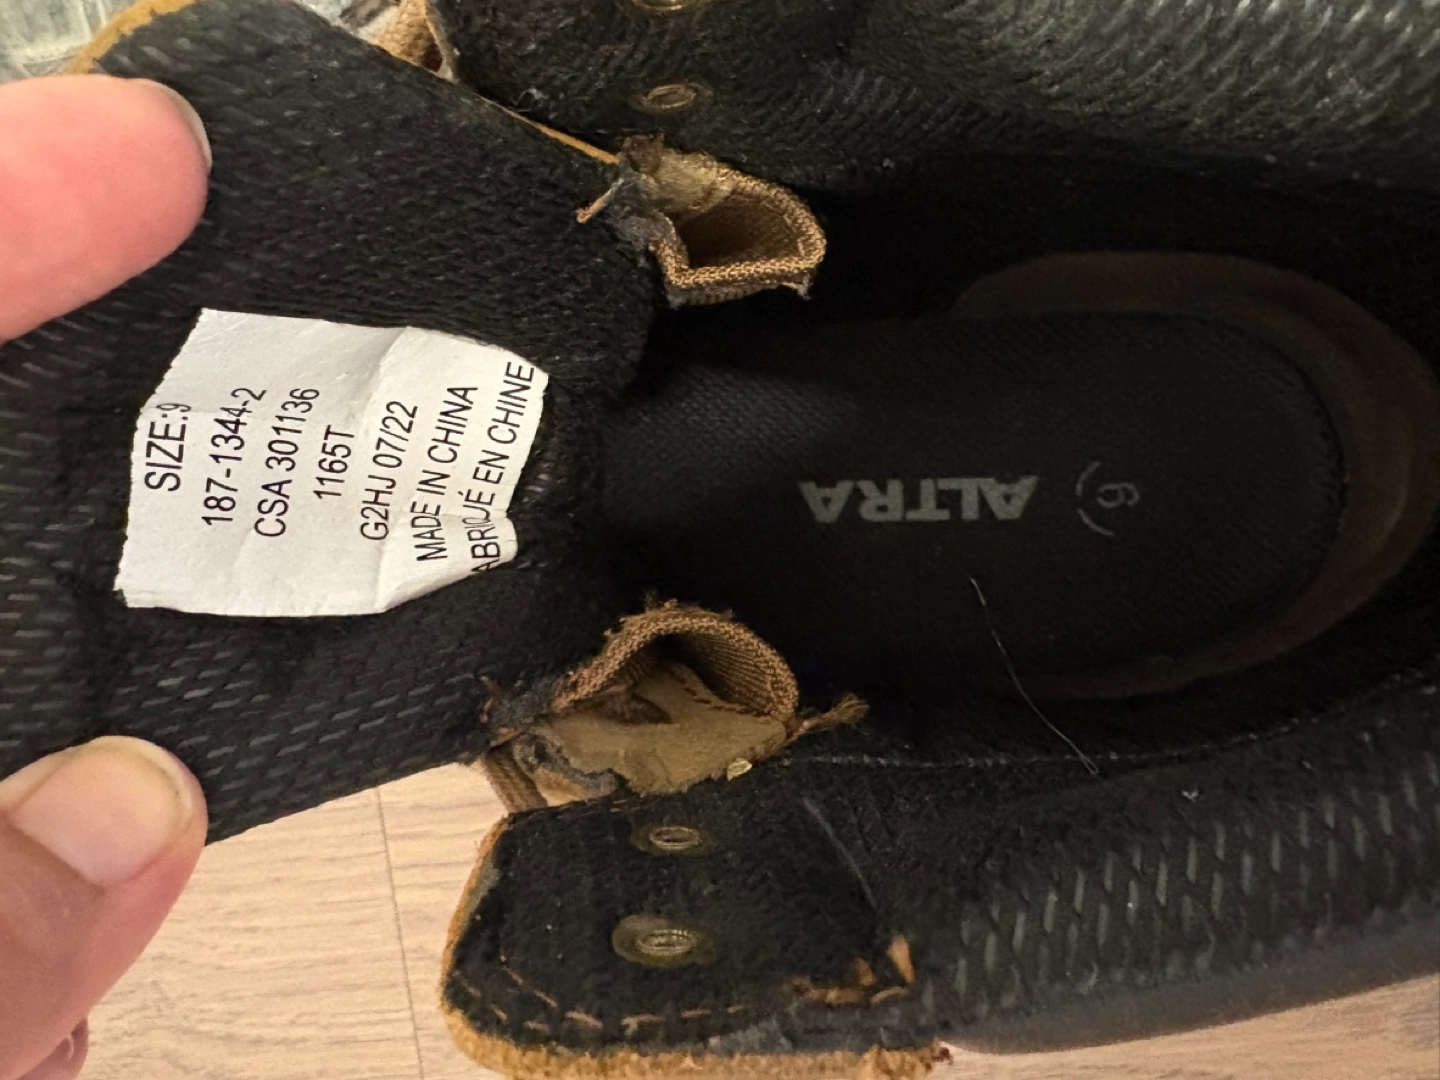 SIZE:9
187-1344-2
CSA 301136
1165T
G2HJ 07/22
MADE IN CHINA
ABRIQUÉ EN CHINE
ALTRA
9